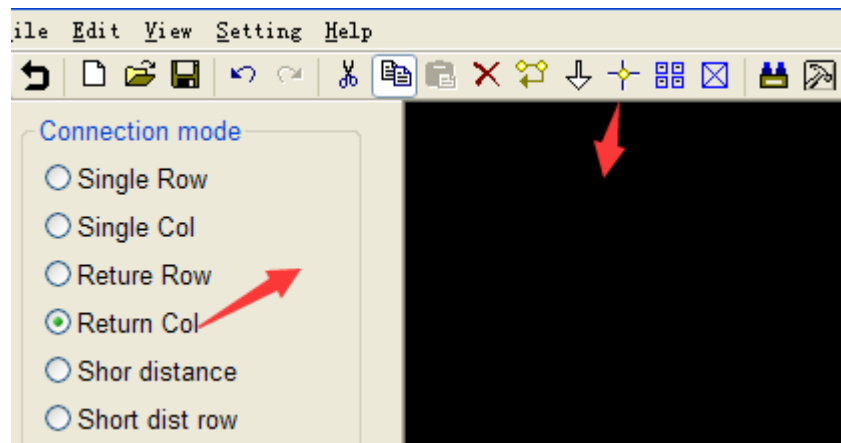 ile Edit View Setting Help
Connection mode
Single Row
Single Col
Reture Row
Return Col
Shor distance
Short dist row